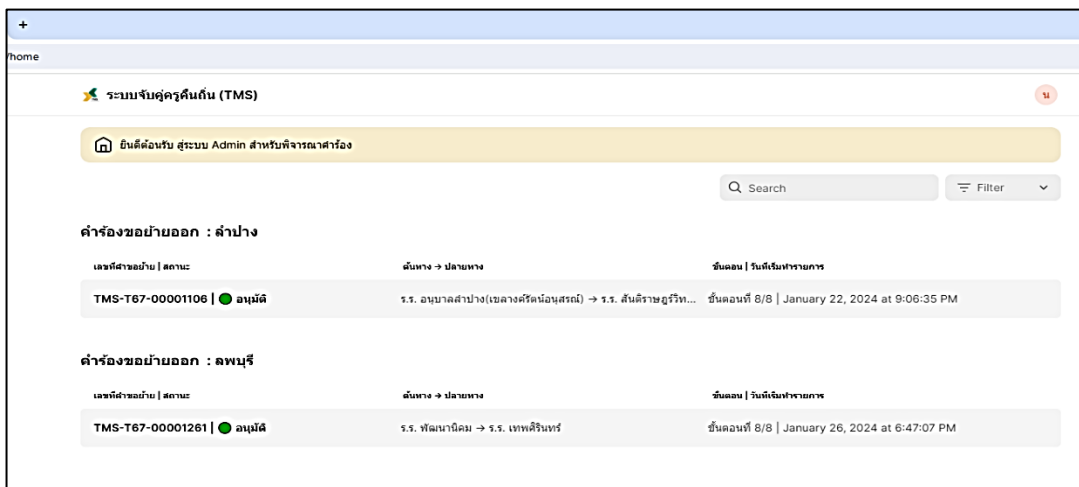 +
/home
ระบบจับคู่ครูคืนถิ่น (TMS)
น
ยินดีต้อนรับ สู่ระบบ Admin สำหรับพิจารณาคำร้อง
Search
Filter
คำร้องขอย้ายออก : ลำปาง
เลขที่คำขอย้าย | สถานะ
ต้นทาง → ปลายทาง
ขั้นตอน | วันที่เริ่มทำรายการ
TMS-T67-00001106 | อนุมัติ
ร.ร. อนุบาลลำปาง(เขลางค์รัตน์อนุสรณ์) → ร.ร. สันติราษฎร์วิท...
ขั้นตอนที่ 8/8 | January 22, 2024 at 9:06:35 PM
คำร้องขอย้ายออก : ลพบุรี
เลขที่คำขอย้าย | สถานะ
ต้นทาง → ปลายทาง
ขั้นตอน | วันที่เริ่มทำรายการ
TMS-T67-00001261 | อนุมัติ
ร.ร. พัฒนานิคม → ร.ร. เทพศิรินทร์
ขั้นตอนที่ 8/8 | January 26, 2024 at 6:47:07 PM